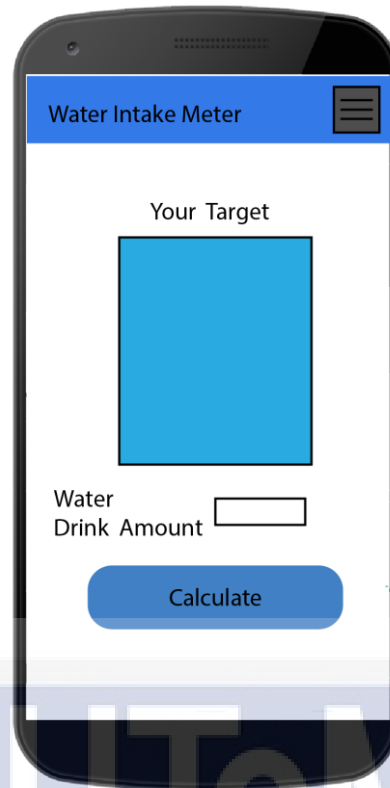 Water Intake Meter
Your Target
Water
Drink Amount
Calculate